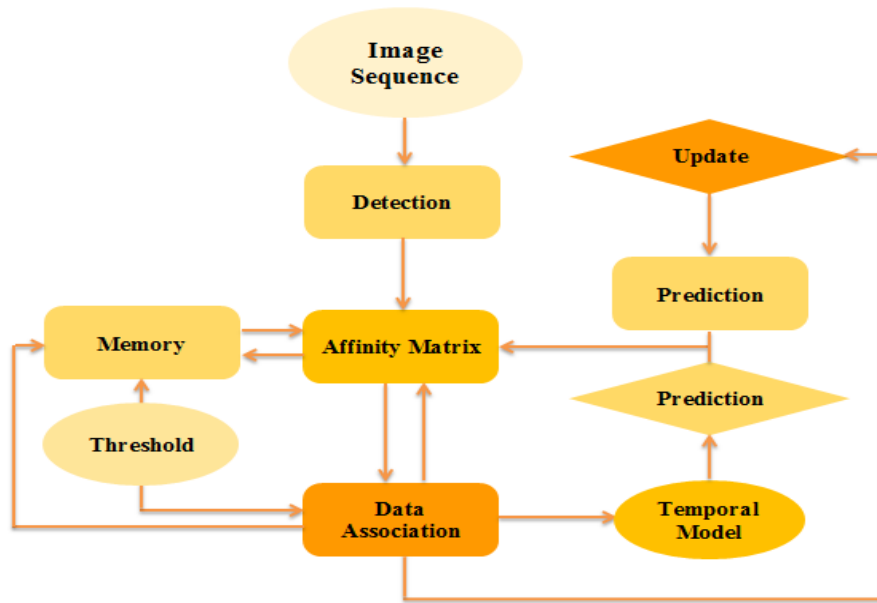 Image
Sequence
Update
Detection
Prediction
Memory
Affinity Matrix
Prediction
Threshold
Data
Association
Temporal
Model